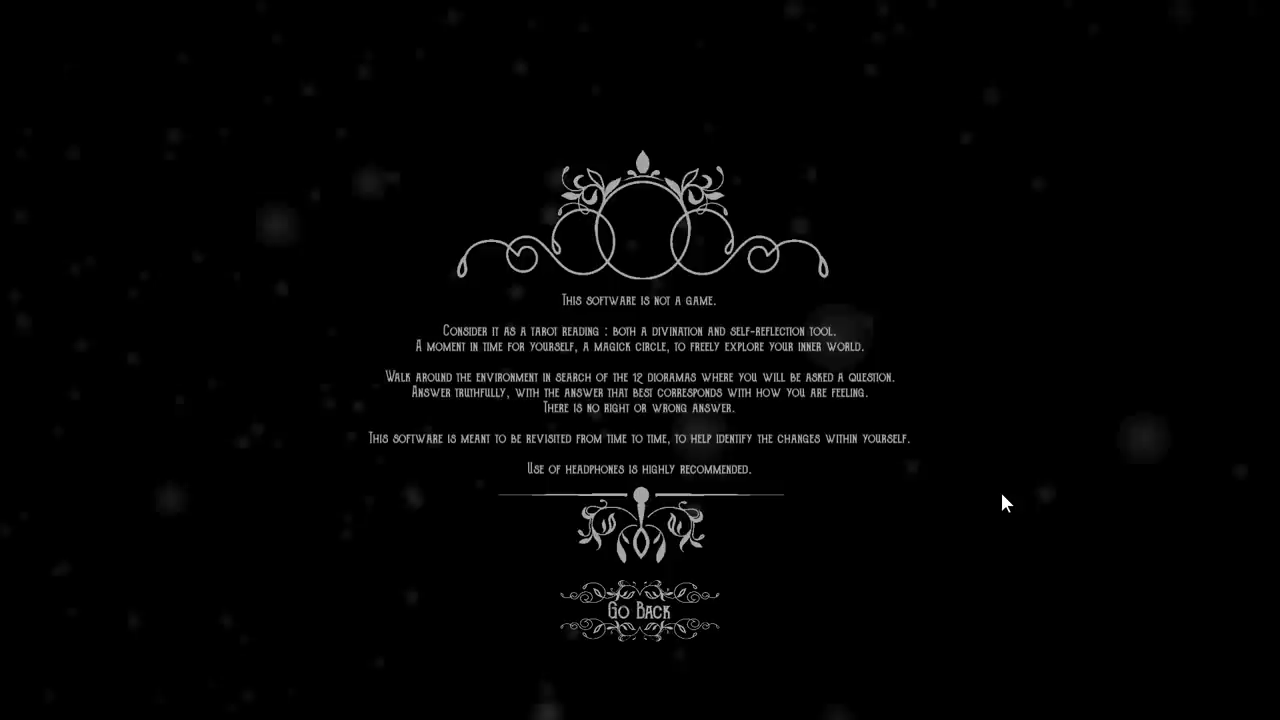 This software is not a game.
Consider it as a tarot reading : both a divination and self-reflection tool.
A moment in time for yourself, a magick circle, to freely explore your inner world.
Walk around the environment in search of the 12 dioramas where you will be asked a question.
Answer truthfully, with the answer that best corresponds with how you are feeling.
There is no right or wrong answer.
This software is meant to be revisited from time to time, to help identify the changes within yourself.
Use of headphones is highly recommended.
Go Back